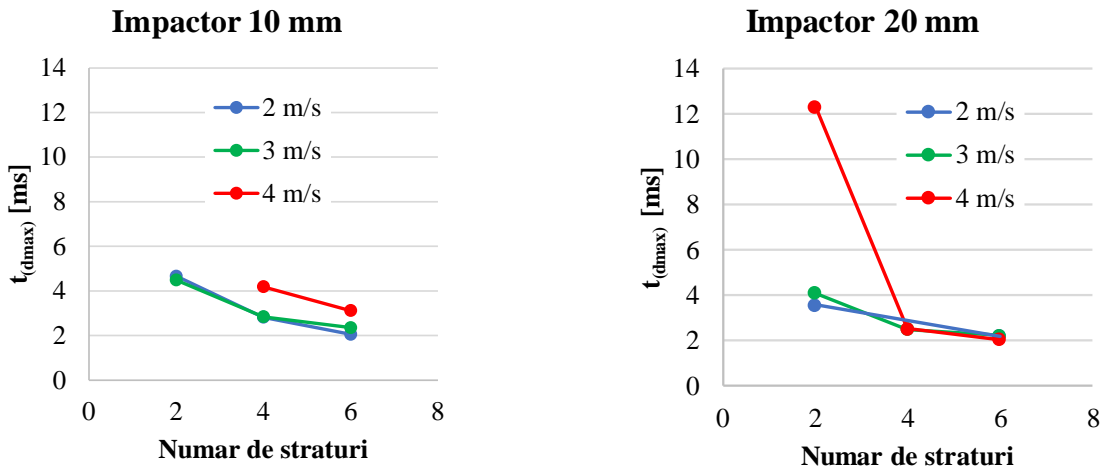 Impactor 10 mm
14
12
10
8
6
4
2
0
t(dmax) [ms]
2 m/s
3 m/s
4 m/s
0 2 4 6 8
Numar de straturi
Impactor 20 mm
14
12
10
8
6
4
2
0
t(dmax) [ms]
2 m/s
3 m/s
4 m/s
0 2 4 6 8
Numar de straturi